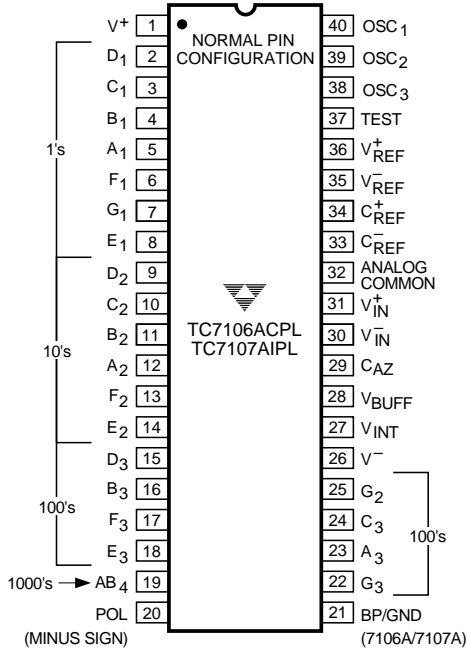 NORMAL PIN
CONFIGURATION
TC7106ACPL
TC7107AIPL
V+ 1
D1 2
C1 3
B1 4
A1 5
F1 6
G1 7
E1 8
D2 9
C2 10
B2 11
A2 12
F2 13
E2 14
D3 15
B3 16
F3 17
E3 18
AB4 19
POL 20
(MINUS SIGN)
1's
10's
100's
1000's
40 OSC1
39 OSC2
38 OSC3
37 TEST
36 V+REF
35 V−REF
34 C+REF
33 C−REF
32 ANALOG
COMMON
31 V+IN
30 V−IN
29 CAZ
28 VBUFF
27 VINT
26 V−
25 G2
24 C3
23 A3
22 G3
21 BP/GND
(7106A/7107A)
100's